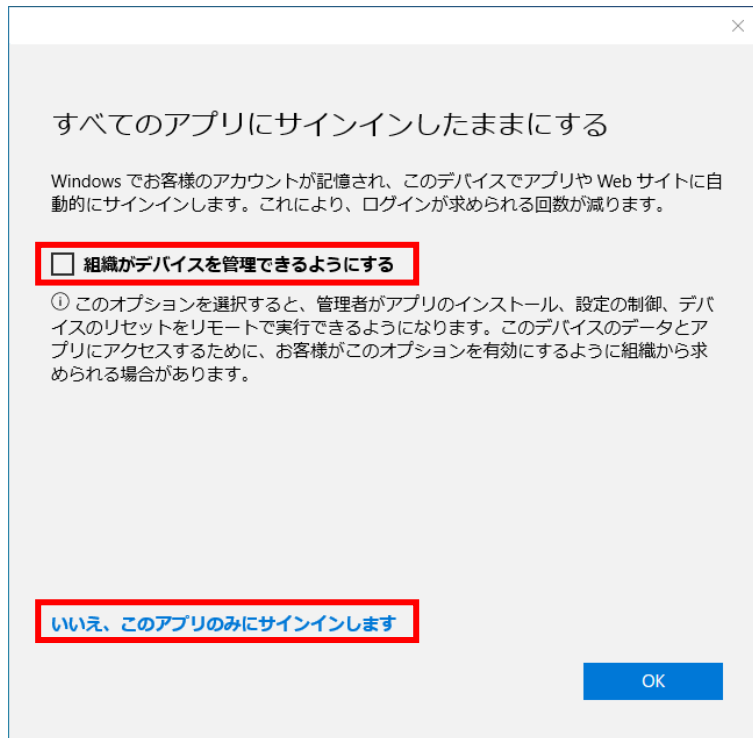 すべてのアプリにサインインしたままにする
Windows でお客様のアカウントが記憶され、このデバイスでアプリや Web サイトに自
動的にサインインします。これにより、ログインが求められる回数が減ります。
組織がデバイスを管理できるようにする
ⓘ このオプションを選択すると、管理者がアプリのインストール、設定の制御、デバ
イスのリセットをリモートで実行できるようになります。このデバイスのデータとア
プリにアクセスするために、お客様がこのオプションを有効にするように組織から求
められる場合があります。
いいえ、このアプリのみにサインインします
OK